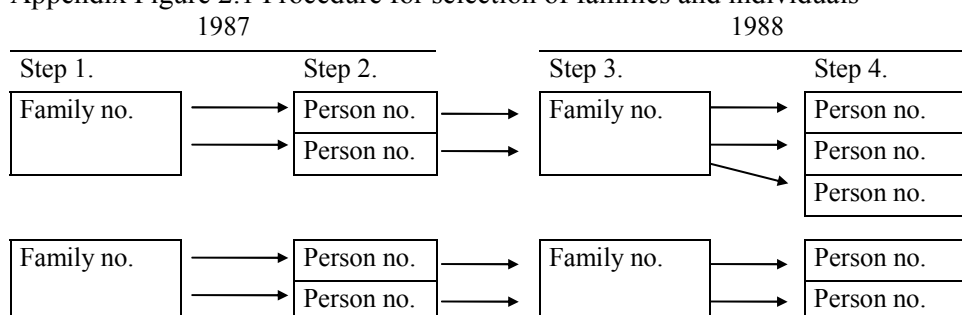 Appendix Figure 2.1 Procedure for selection of families and individuals
1987 1988
Step 1. Step 2. Step 3. Step 4.
Family no. Person no. Family no. Person no.
Person no. Person no.
Person no.
Family no. Person no. Family no. Person no.
Person no. Person no.